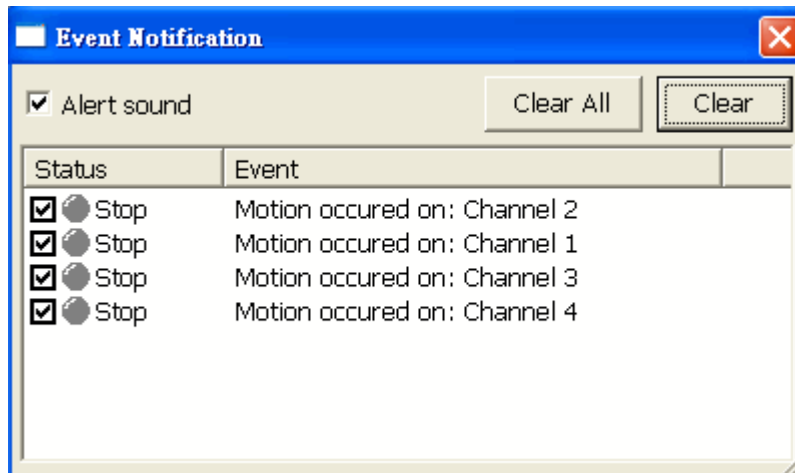 Event Notification
Alert sound Clear All Clear
Status Event
Stop Motion occured on: Channel 2
Stop Motion occured on: Channel 1
Stop Motion occured on: Channel 3
Stop Motion occured on: Channel 4